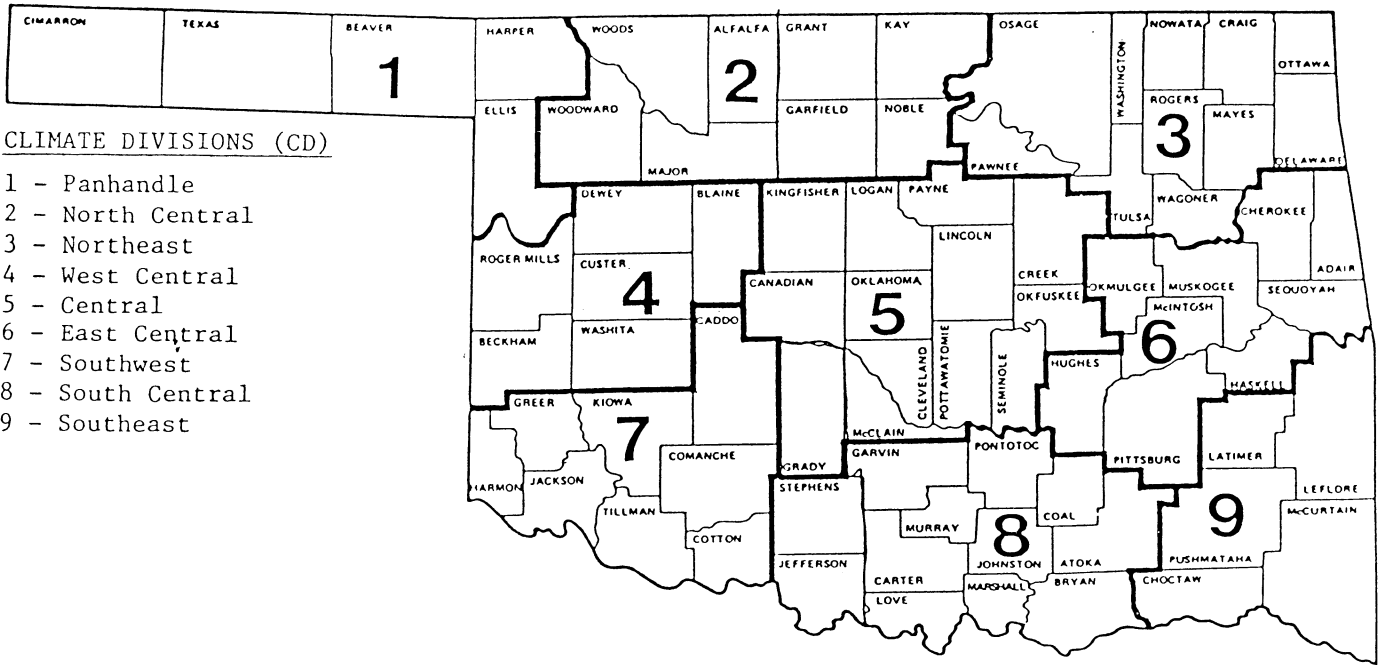 CIMARRON
TEXAS
BEAVER
HARPER
WOODS
ALFALFA
GRANT
KAY
OSAGE
WASHINGTON
NOWATA
CRAIG
OTTAWA
1
2
3
ELLIS
WOODWARD
MAJOR
GARFIELD
NOBLE
PAWNEE
ROGERS
MAYES
DELAWARE
CLIMATE DIVISIONS (CD)
1 - Panhandle
2 - North Central
3 - Northeast
4 - West Central
5 - Central
6 - East Central
7 - Southwest
8 - South Central
9 - Southeast
DEWEY
BLAINE
KINGFISHER
LOGAN
PAYNE
TULSA
WAGONER
CHEROKEE
LINCOLN
CREEK
ADAIR
ROGER MILLS
CUSTER
4
CANADIAN
OKLAHOMA
5
OKFUSKEE
OKMULGEE
MUSKOGEE
SEQUOYAH
McINTOSH
6
BECKHAM
WASHITA
CADDO
CLEVELAND
POTTAWATOMIE
SEMINOLE
HUGHES
HASKELL
GREER
KIOWA
7
McCLAIN
GRADY
GARVIN
PONTOTOC
PITTSBURG
LATIMER
LEFLORE
HARMON
JACKSON
COMANCHE
STEPHENS
TILLMAN
COTTON
MURRAY
8
COAL
9
McCURTAIN
JEFFERSON
CARTER
JOHNSTON
ATOKA
PUSHMATAHA
LOVE
MARSHALL
BRYAN
CHOCTAW